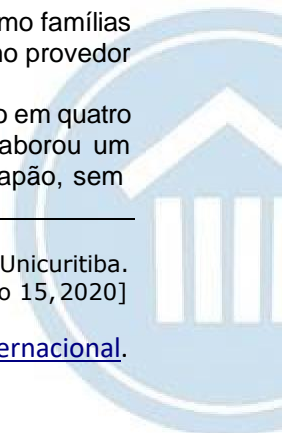 mo famílias
no provedor
o em quatro
aborou um
apão, sem
Unicuritiba.
o 15,2020]
ernacional.